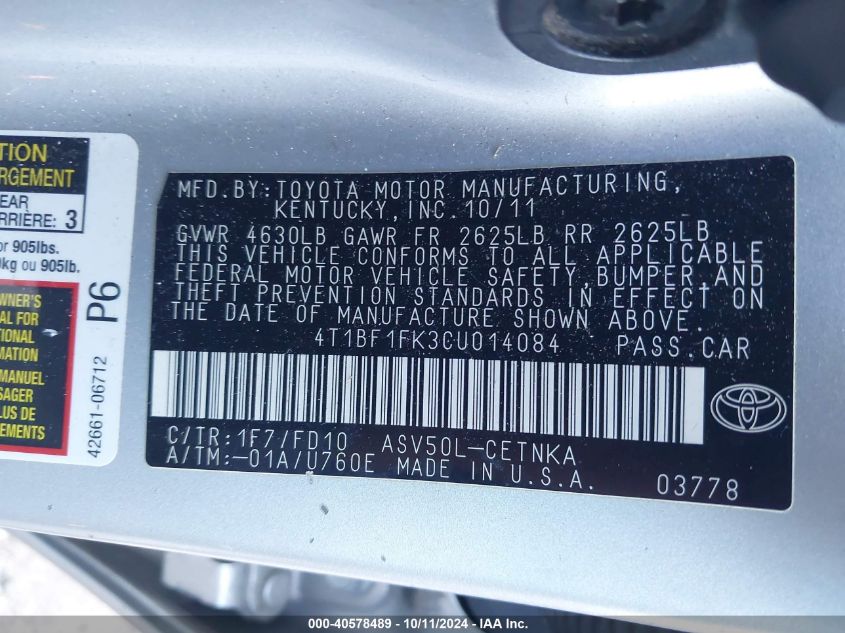 TION
RGEMENT
EAR
RRIÈRE: 3
or 905lbs.
0kg ou 905lb.
P6
42661-06712
WNER'S
AL FOR
TIONAL
MATION
MANUEL
SAGER
LUS DE
EMENTS.
MFD.BY:TOYOTA MOTOR MANUFACTURING,
KENTUCKY,INC.10/11
GVWR 4630LB GAWR FR 2625LB RR 2625LB
THIS VEHICLE CONFORMS TO ALL APPLICABLE
FEDERAL MOTOR VEHICLE SAFETY,BUMPER,AND
THEFT PREVENTION STANDARDS IN EFFECT ON
THE DATE OF MANUFACTURE SHOWN ABOVE.
4T1BF1FK3CU014084 PASS.CAR
C/TR:1F7/FD10 ASV50L-CETNKA
A/TM:-01A/U760E MADE IN U.S.A.
03778
000-40578489 - 10/11/2024 - IAA Inc.